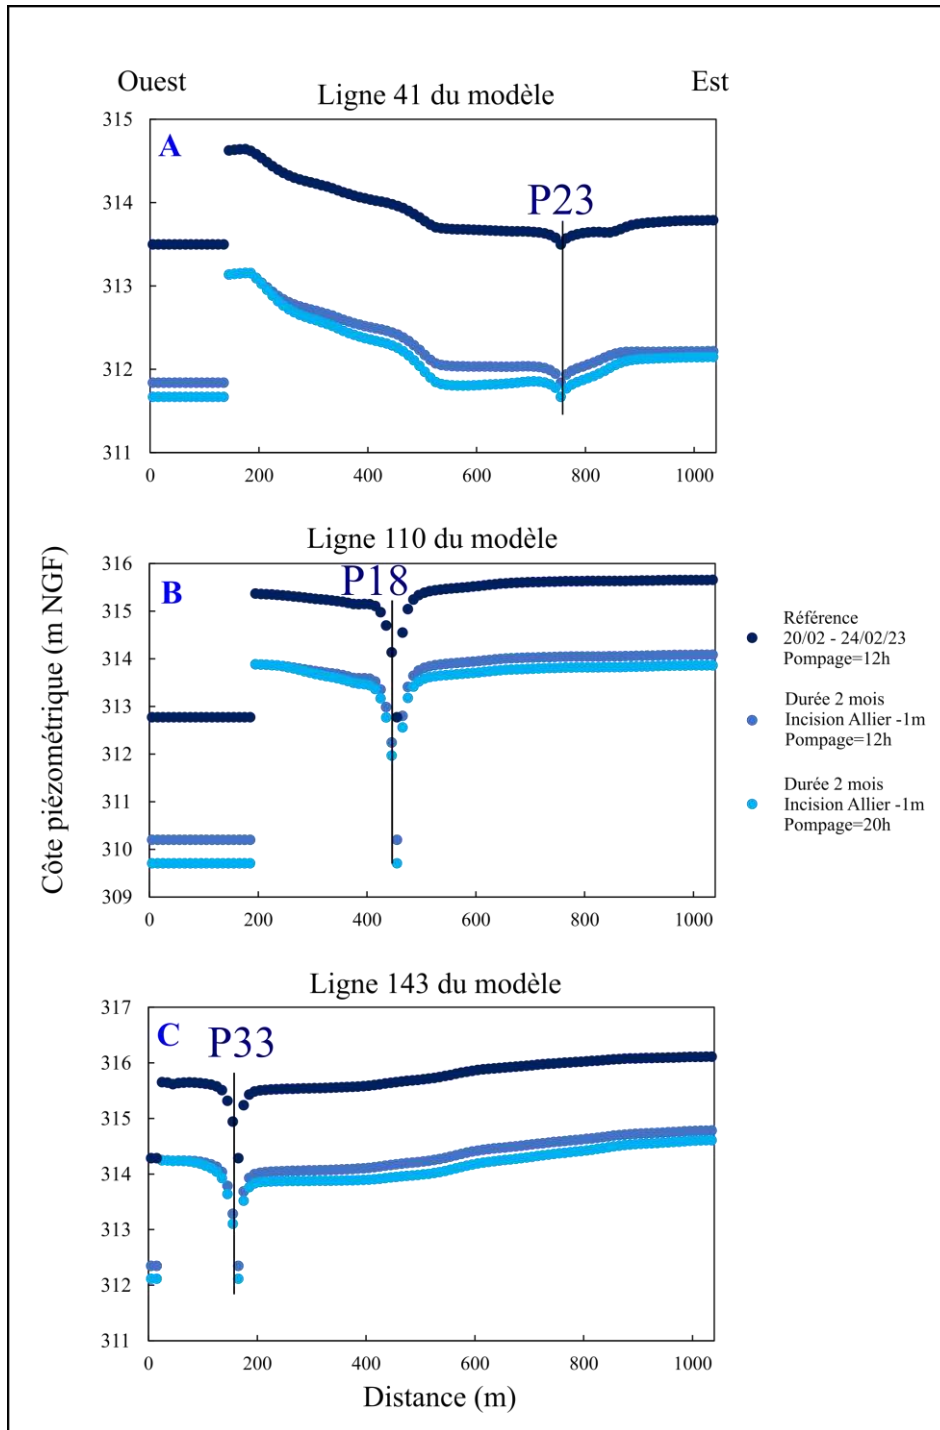 Ouest
Est
Ligne 41 du modèle
A
P23
315
314
313
312
311
0 200 400 600 800 1000
Ligne 110 du modèle
B
P18
316
315
314
313
312
311
310
309
0 200 400 600 800 1000
Côte piézométrique (m NGF)
Référence
20/02 - 24/02/23
Pompage=12h
Durée 2 mois
Incision Allier -1m
Pompage=12h
Durée 2 mois
Incision Allier -1m
Pompage=20h
Ligne 143 du modèle
C
P33
317
316
315
314
313
312
311
0 200 400 600 800 1000
Distance (m)